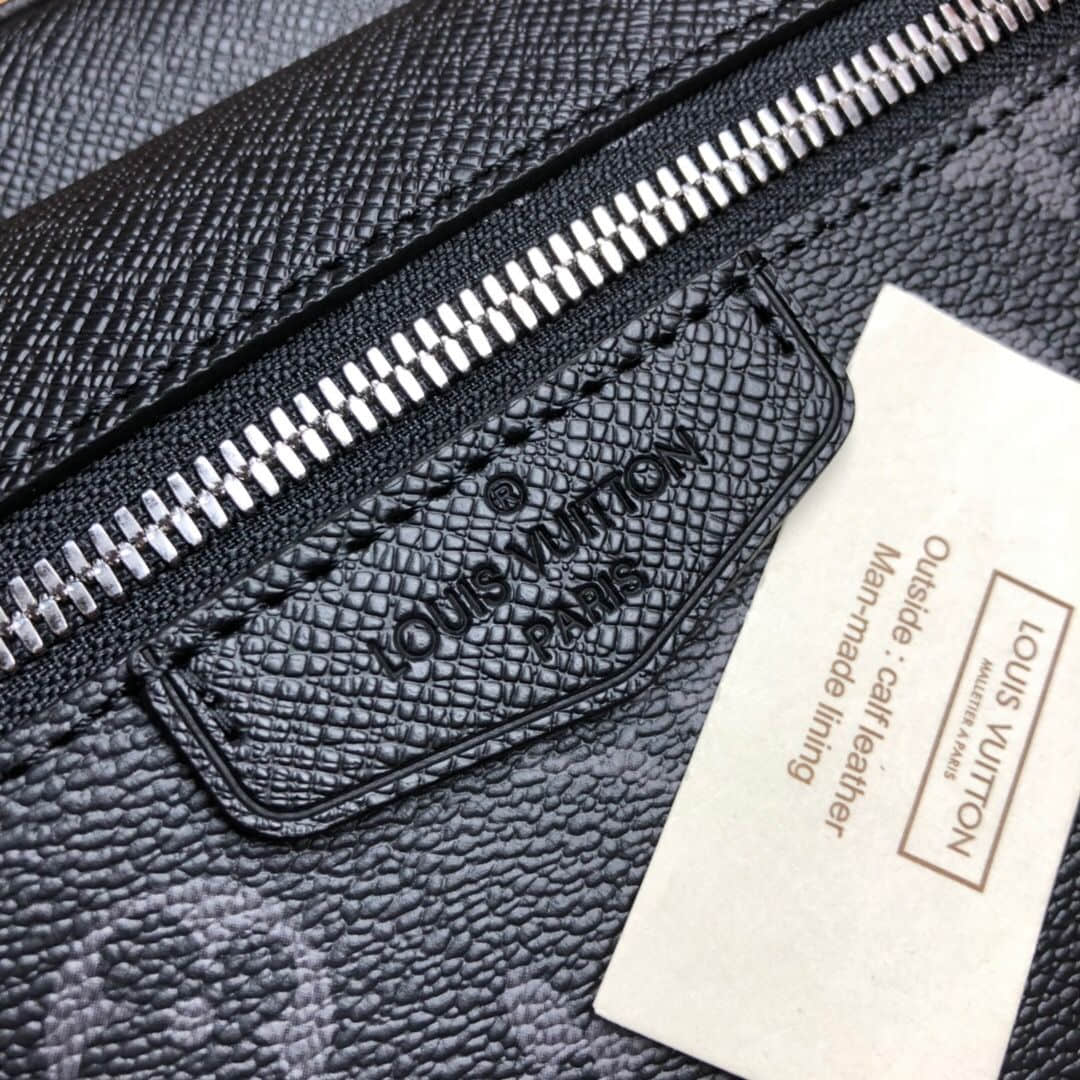 ®
LOUIS VUITTON
PARIS
LOUIS VUITTON
MALLETIER A PARIS
Outside : calf leather
Man-made lining